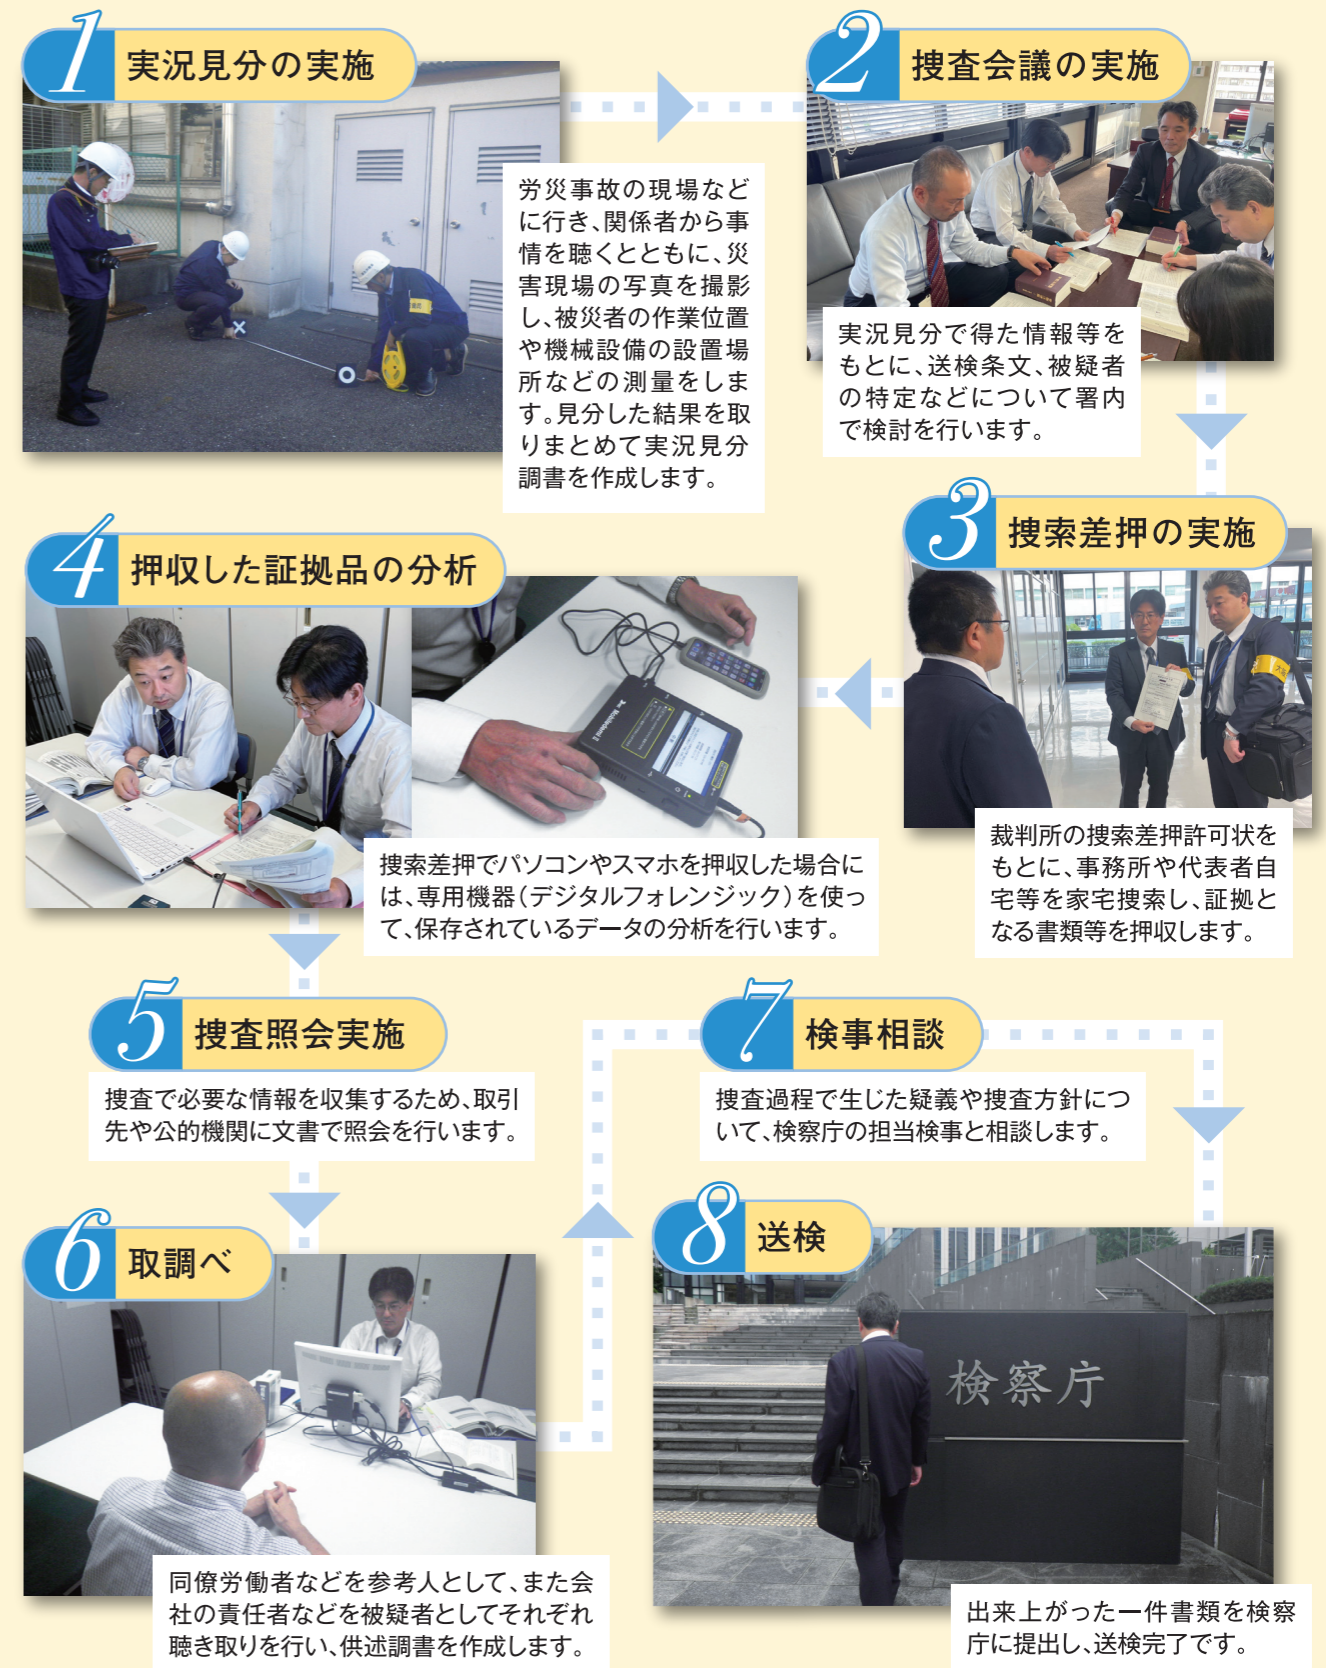 1 実況見分の実施
労災事故の現場など
に行き、関係者から事
情を聴くとともに、災
害現場の写真を撮影
し、被災者の作業位置
や機械設備の設置場
所などの測量をしま
す。見分した結果を取
りまとめて実況見分
調書を作成します。
2 捜査会議の実施
実況見分で得た情報等を
もとに、送検条文、被疑者
の特定などについて署内
で検討を行います。
3 捜索差押の実施
裁判所の捜索差押許可状を
もとに、事務所や代表者自
宅等を家宅捜索し、証拠と
なる書類等を押収します。
4 押収した証拠品の分析
捜索差押でパソコンやスマホを押収した場合に
は、専用機器(デジタルフォレンジック)を使っ
て、保存されているデータの分析を行います。
5 捜査照会実施
捜査で必要な情報を収集するため、取引
先や公的機関に文書で照会を行います。
6 取調べ
同僚労働者などを参考人として、また会
社の責任者などを被疑者としてそれぞれ
聴き取りを行い、供述調書を作成します。
7 検事相談
捜査過程で生じた疑義や捜査方針につ
いて、検察庁の担当検事と相談します。
8 送検
検察庁
出来上がった一件書類を検察
庁に提出し、送検完了です。